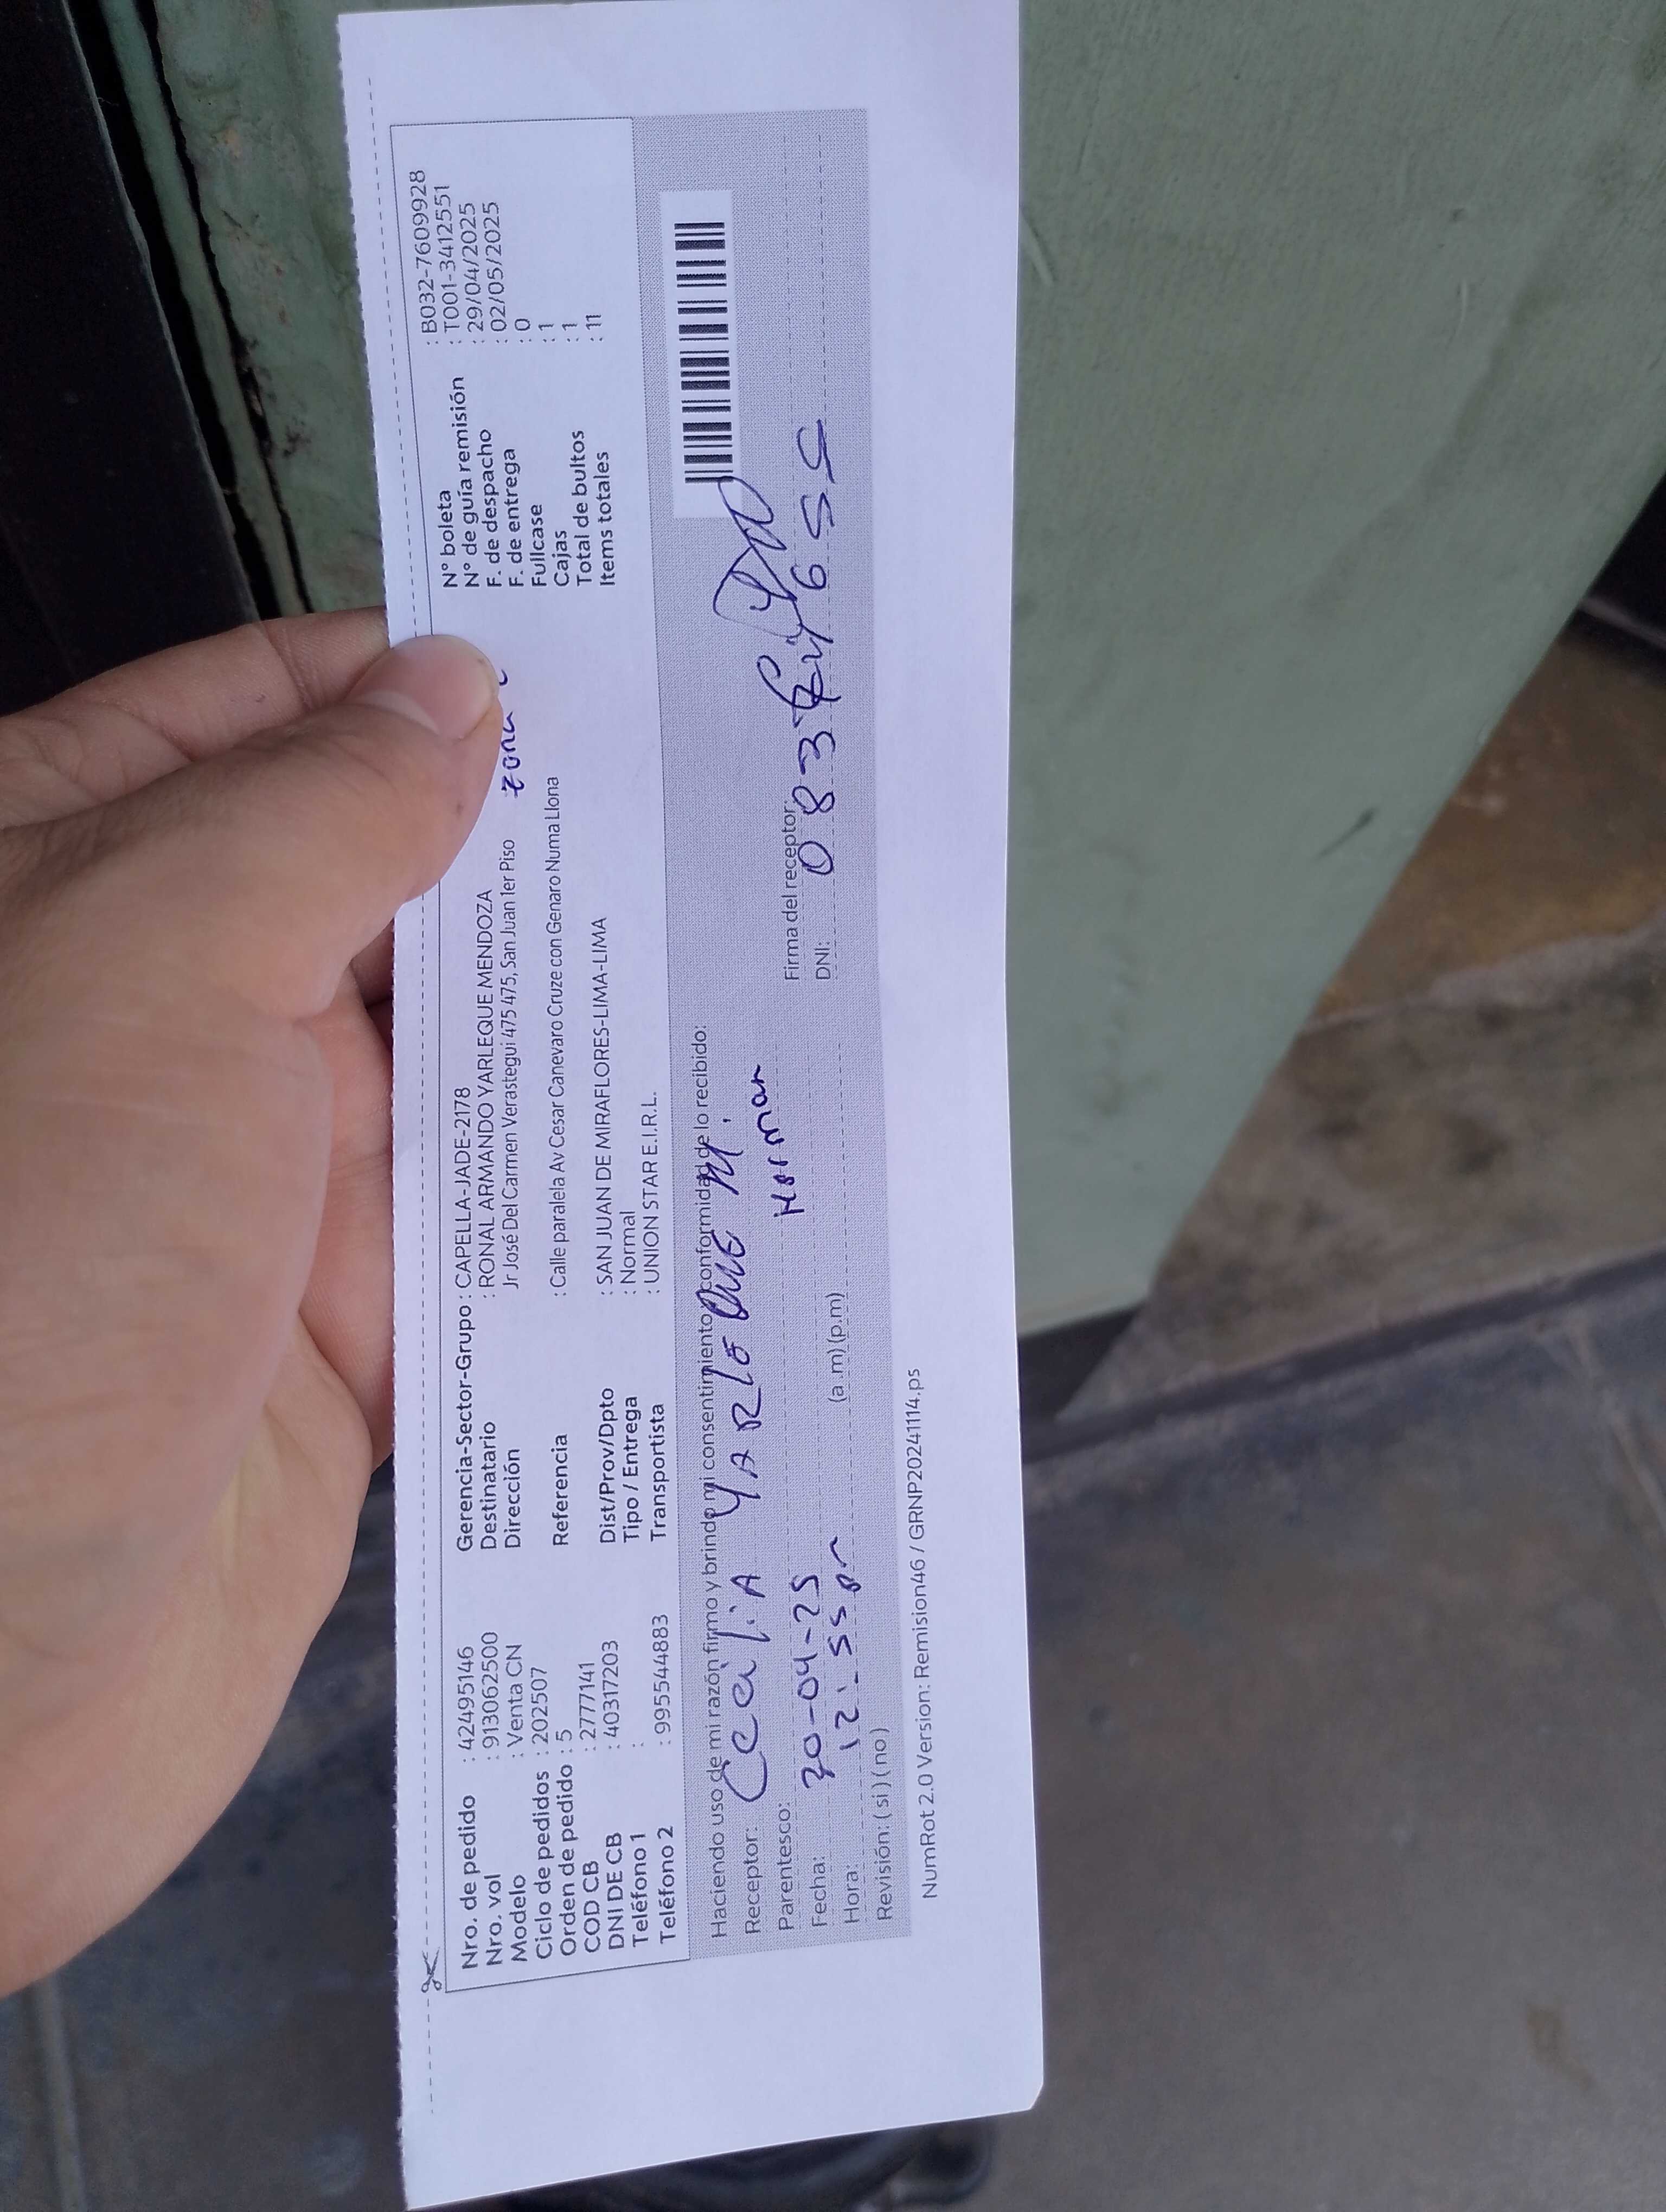 Nro. de pedido : 42495146
Nro. vol : 913062500
Modelo : Venta CN
Ciclo de pedidos : 202507
Orden de pedido : 5
COD CB : 2777141
DNI DE CB : 40317203
Teléfono 1 :
Teléfono 2 : 995544883
Gerencia-Sector-Grupo : CAPELLA-JADE-2178
Destinatario : RONAL ARMANDO YARLEQUE MENDOZA
Dirección Jr José Del Carmen Verastegui 475 475, San Juan 1er Piso zona
Referencia : Calle paralela Av Cesar Canevaro Cruze con Genaro Numa Llona
Dist/Prov/Dpto : SAN JUAN DE MIRAFLORES-LIMA-LIMA
Tipo / Entrega : Normal
Transportista : UNION STAR E.I.R.L.
N° boleta : B032-7609928
N° de guía remisión : T001-3412551
F. de despacho : 29/04/2025
F. de entrega : 02/05/2025
Fullcase : 0
Cajas : 1
Total de bultos : 1
Items totales : 11
Haciendo uso de mi razón firmo y brindo mi consentimiento conformidad de lo recibido:
Receptor: CeciliA YARLEQUE M.
Parentesco: Herman
Fecha: 30-04-25
Hora: 12:55 pm (a.m) (p.m)
Revisión: ( si ) ( no )
Firma del receptor:
DNI:
NumRot 2.0 Version: Remision46 / GRNP20241114.ps